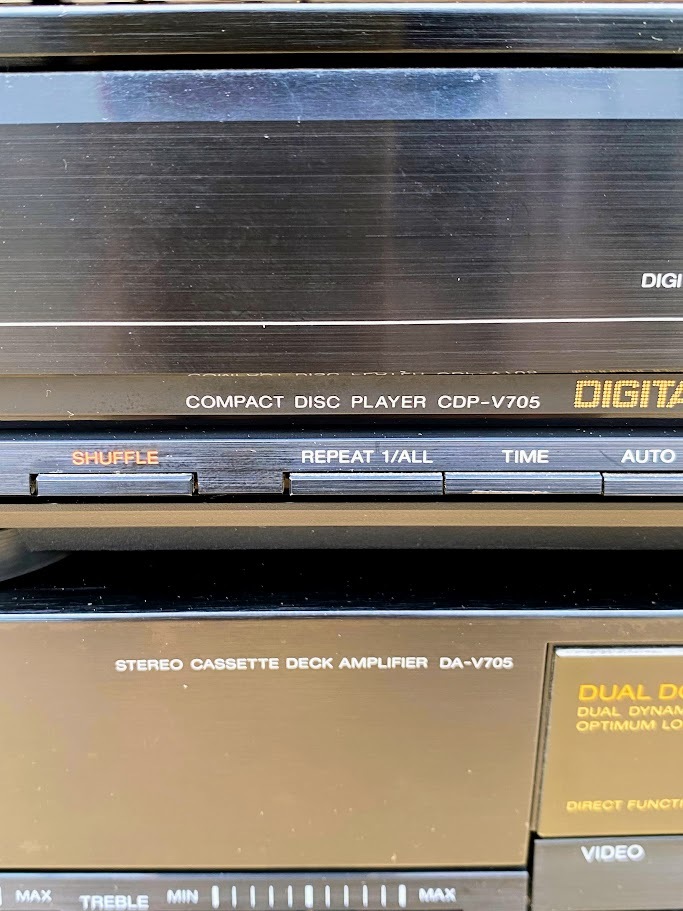 DIGI
COMPACT DISC PLAYER CDP-V705 DIGITA
SHUFFLE REPEAT 1/ALL TIME AUTO
STEREO CASSETTE DECK AMPLIFIER DA-V705
DUAL DO
DUAL DYNAM
OPTIMUM LO
DIRECT FUNCTI
VIDEO
MAX TREBLE MIN MAX